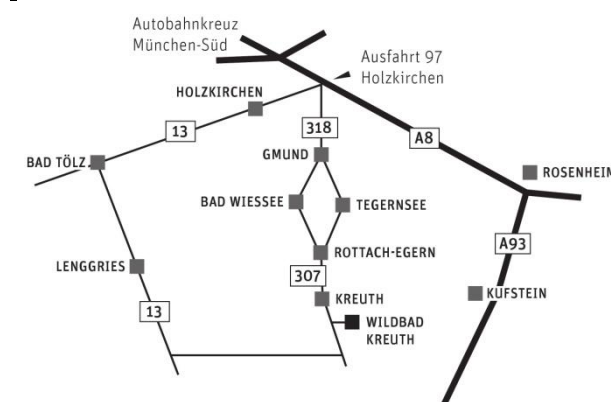 Autobahnkreuz
München-Süd
Ausfahrt 97
Holzkirchen
HOLZKIRCHEN
13
318
A8
GMUND
BAD TÖLZ
ROSENHEIM
BAD WIESSEE
TEGERNSEE
A93
ROTTACH-EGERN
LENGGRIES
307
KUFSTEIN
KREUTH
13
WILDBAD
KREUTH